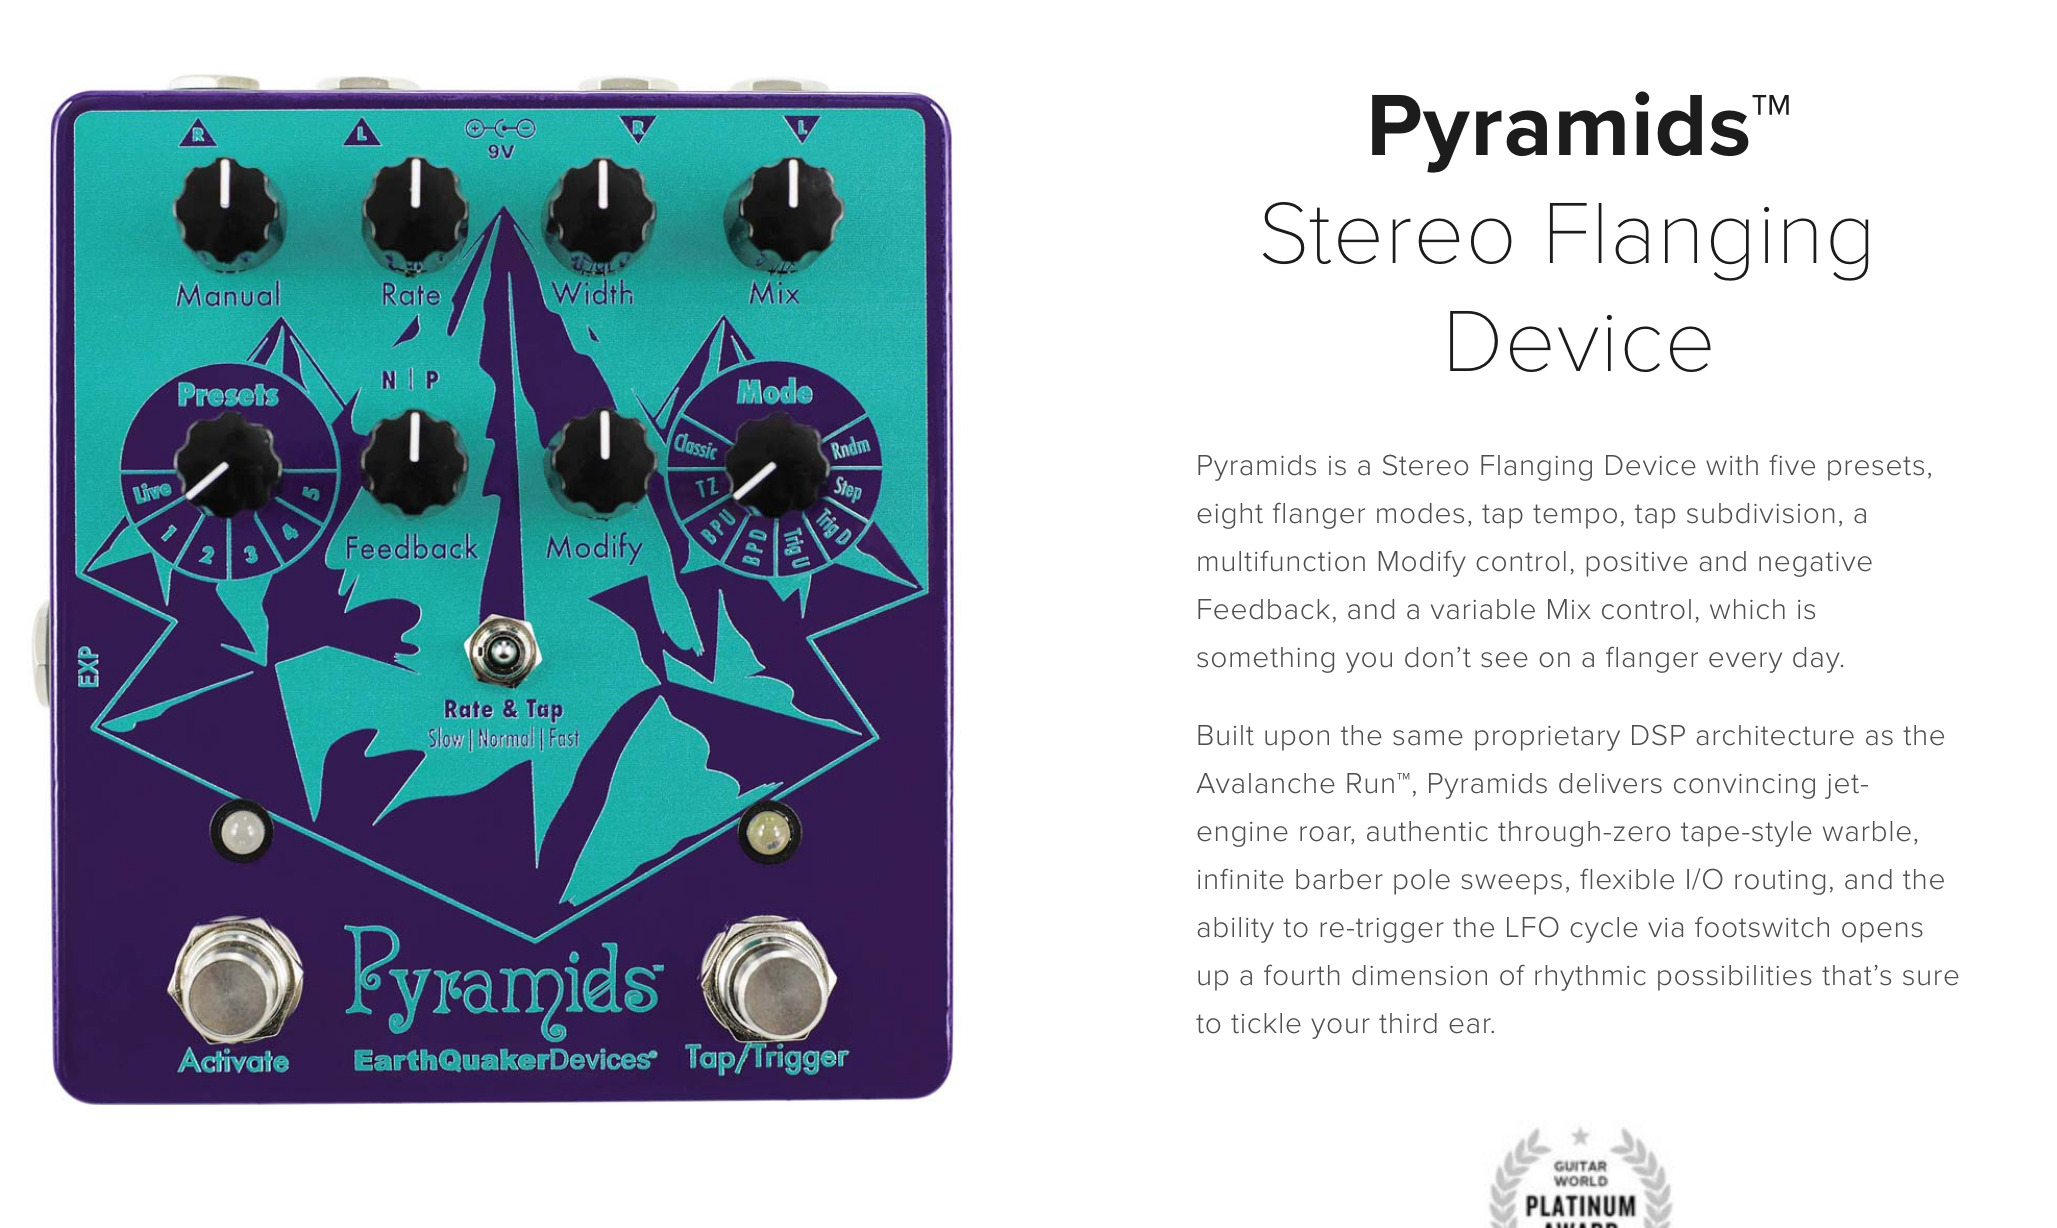 R L 9V R L
Manual Rate Width Mix
N | P
Presets
Live 1 2 3 4 5
Feedback
Modify
Mode
Classic TZ BPU BPD Trig U Trig D Step Rndm
EXP
Rate & Tap
Slow | Normal | Fast
Pyramids™
Activate
EarthQuakerDevices®
Tap/Trigger
Pyramids™
Stereo Flanging
Device
Pyramids is a Stereo Flanging Device with five presets,
eight flanger modes, tap tempo, tap subdivision, a
multifunction Modify control, positive and negative
Feedback, and a variable Mix control, which is
something you don’t see on a flanger every day.
Built upon the same proprietary DSP architecture as the
Avalanche Run™, Pyramids delivers convincing jet-
engine roar, authentic through-zero tape-style warble,
infinite barber pole sweeps, flexible I/O routing, and the
ability to re-trigger the LFO cycle via footswitch opens
up a fourth dimension of rhythmic possibilities that’s sure
to tickle your third ear.
GUITAR
WORLD
PLATINUM
AWARD